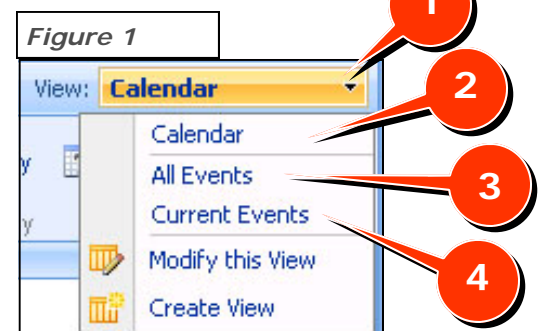 Figure 1
1
View: Calendar
2
Calendar
y
All Events
3
Current Events
y
4
Modify this View
Create View